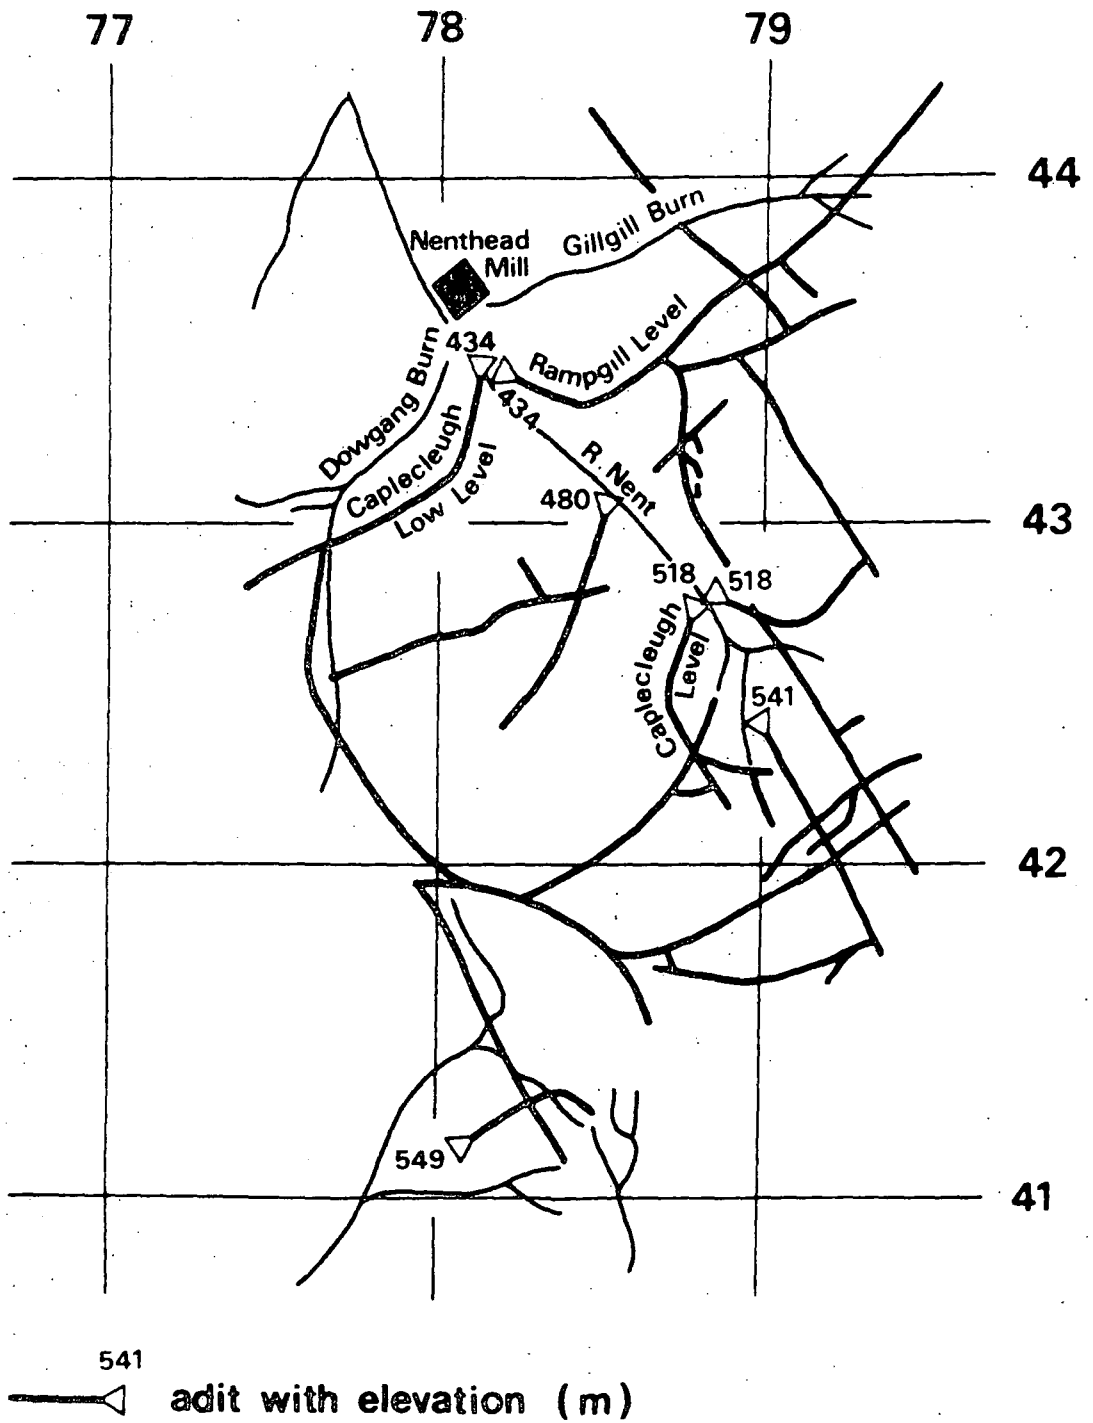 77 78 79
44
Gillgill Burn
Nenthead
Mill
434
Rampgill Level
Dowgang Burn
434
Caplecleugh
Low Level
R. Nent
480
43
518 518
Caplecleugh
Level
541
42
549
41
541
adit with elevation (m)